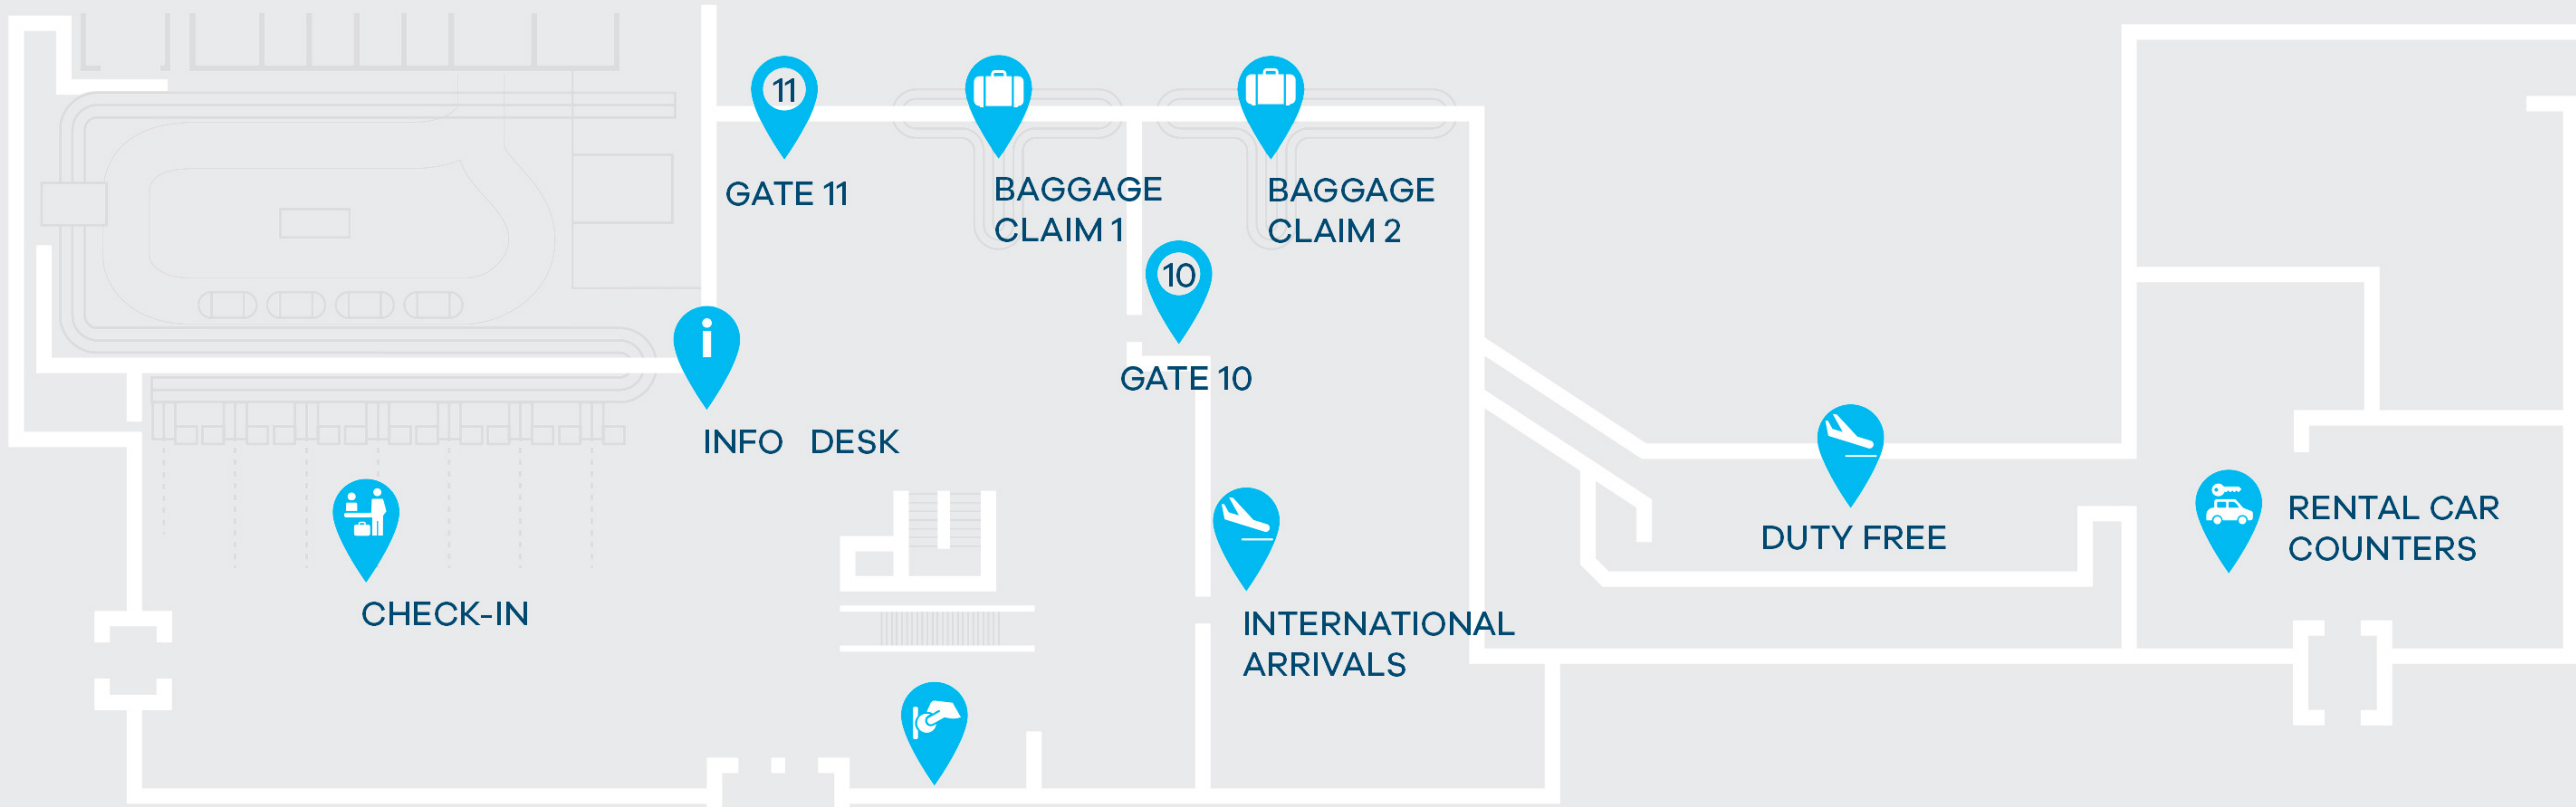 11
GATE 11
BAGGAGE
CLAIM 1
BAGGAGE
CLAIM 2
10
GATE 10
i
INFO DESK
CHECK-IN
INTERNATIONAL
ARRIVALS
DUTY FREE
RENTAL CAR
COUNTERS